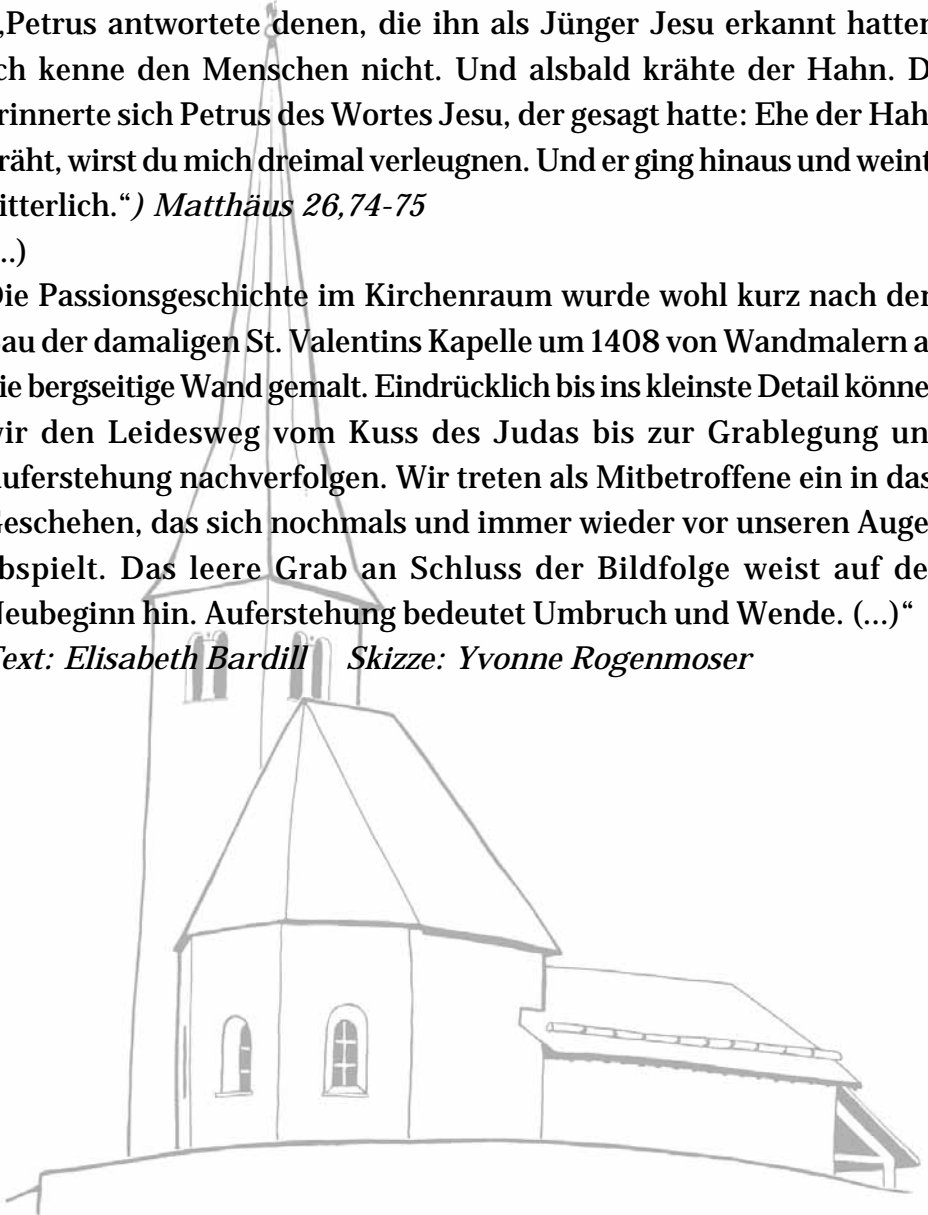 „Petrus antwortete denen, die ihn als Jünger Jesu erkannt hatten
ch kenne den Menschen nicht. Und alsbald krähte der Hahn. D
rinnerte sich Petrus des Wortes Jesu, der gesagt hatte: Ehe der Hah
räht, wirst du mich dreimal verleugnen. Und er ging hinaus und weint
itterlich.“) Matthäus 26,74-75
...)
Die Passionsgeschichte im Kirchenraum wurde wohl kurz nach der
au der damaligen St. Valentins Kapelle um 1408 von Wandmalern a
ie bergseitige Wand gemalt. Eindrücklich bis ins kleinste Detail könne
wir den Leidesweg vom Kuss des Judas bis zur Grablegung un
uferstehung nachverfolgen. Wir treten als Mitbetroffene ein in das
Geschehen, das sich nochmals und immer wieder vor unseren Auge
bspielt. Das leere Grab an Schluss der Bildfolge weist auf de
Neubeginn hin. Auferstehung bedeutet Umbruch und Wende. (...)“
Text: Elisabeth Bardill Skizze: Yvonne Rogenmoser